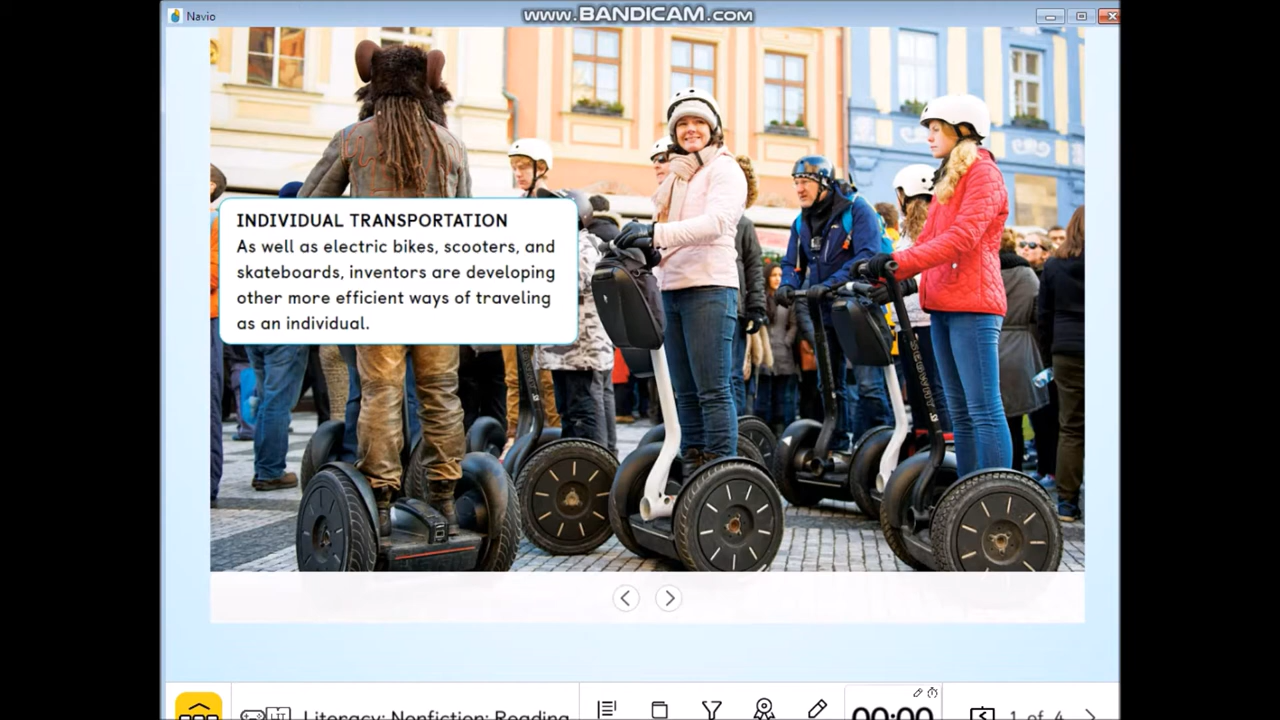 Navio
www.BANDICAM.com
INDIVIDUAL TRANSPORTATION
As well as electric bikes, scooters, and
skateboards, inventors are developing
other more efficient ways of traveling
as an individual.
LIT
Literacy: Nonfiction: Reading
00:00
1 of 4